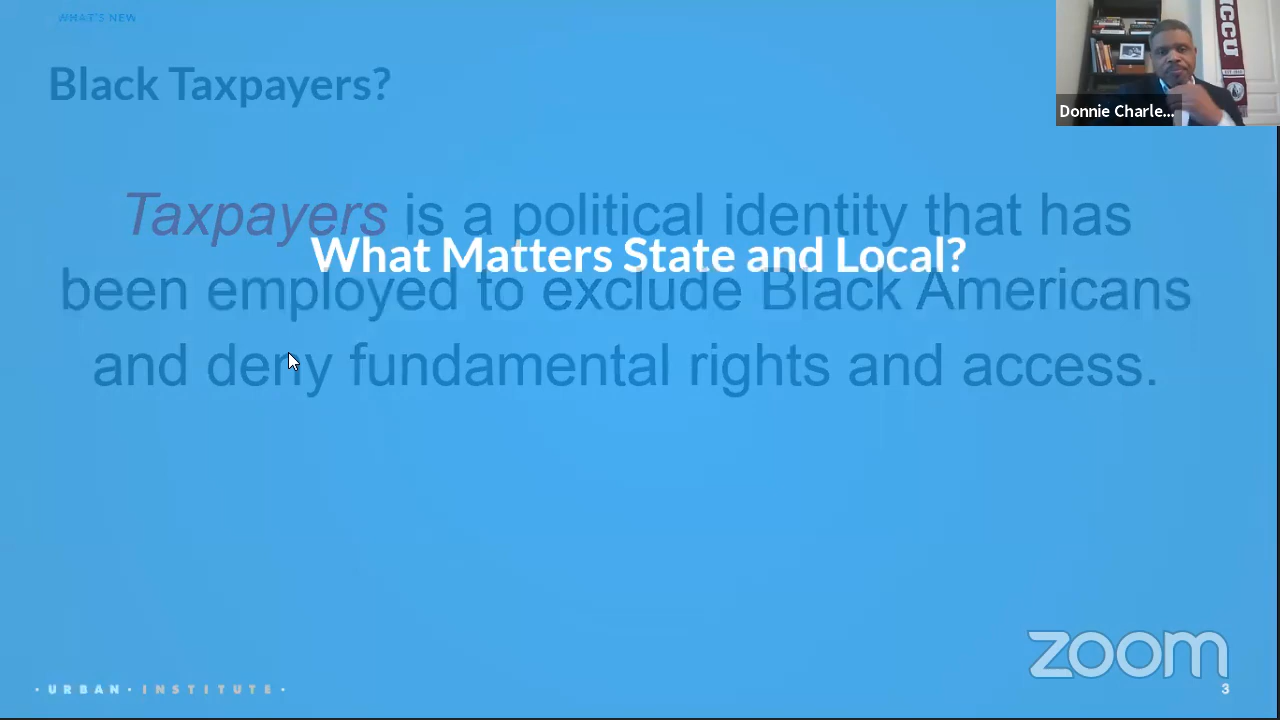 WHAT'S NEW
Black Taxpayers?
NCCU
Donnie Charle...
Taxpayers is a political identity that has
What Matters State and Local?
been employed to exclude Black Americans
and deny fundamental rights and access.
zoom
· URBAN · INSTITUTE ·
3